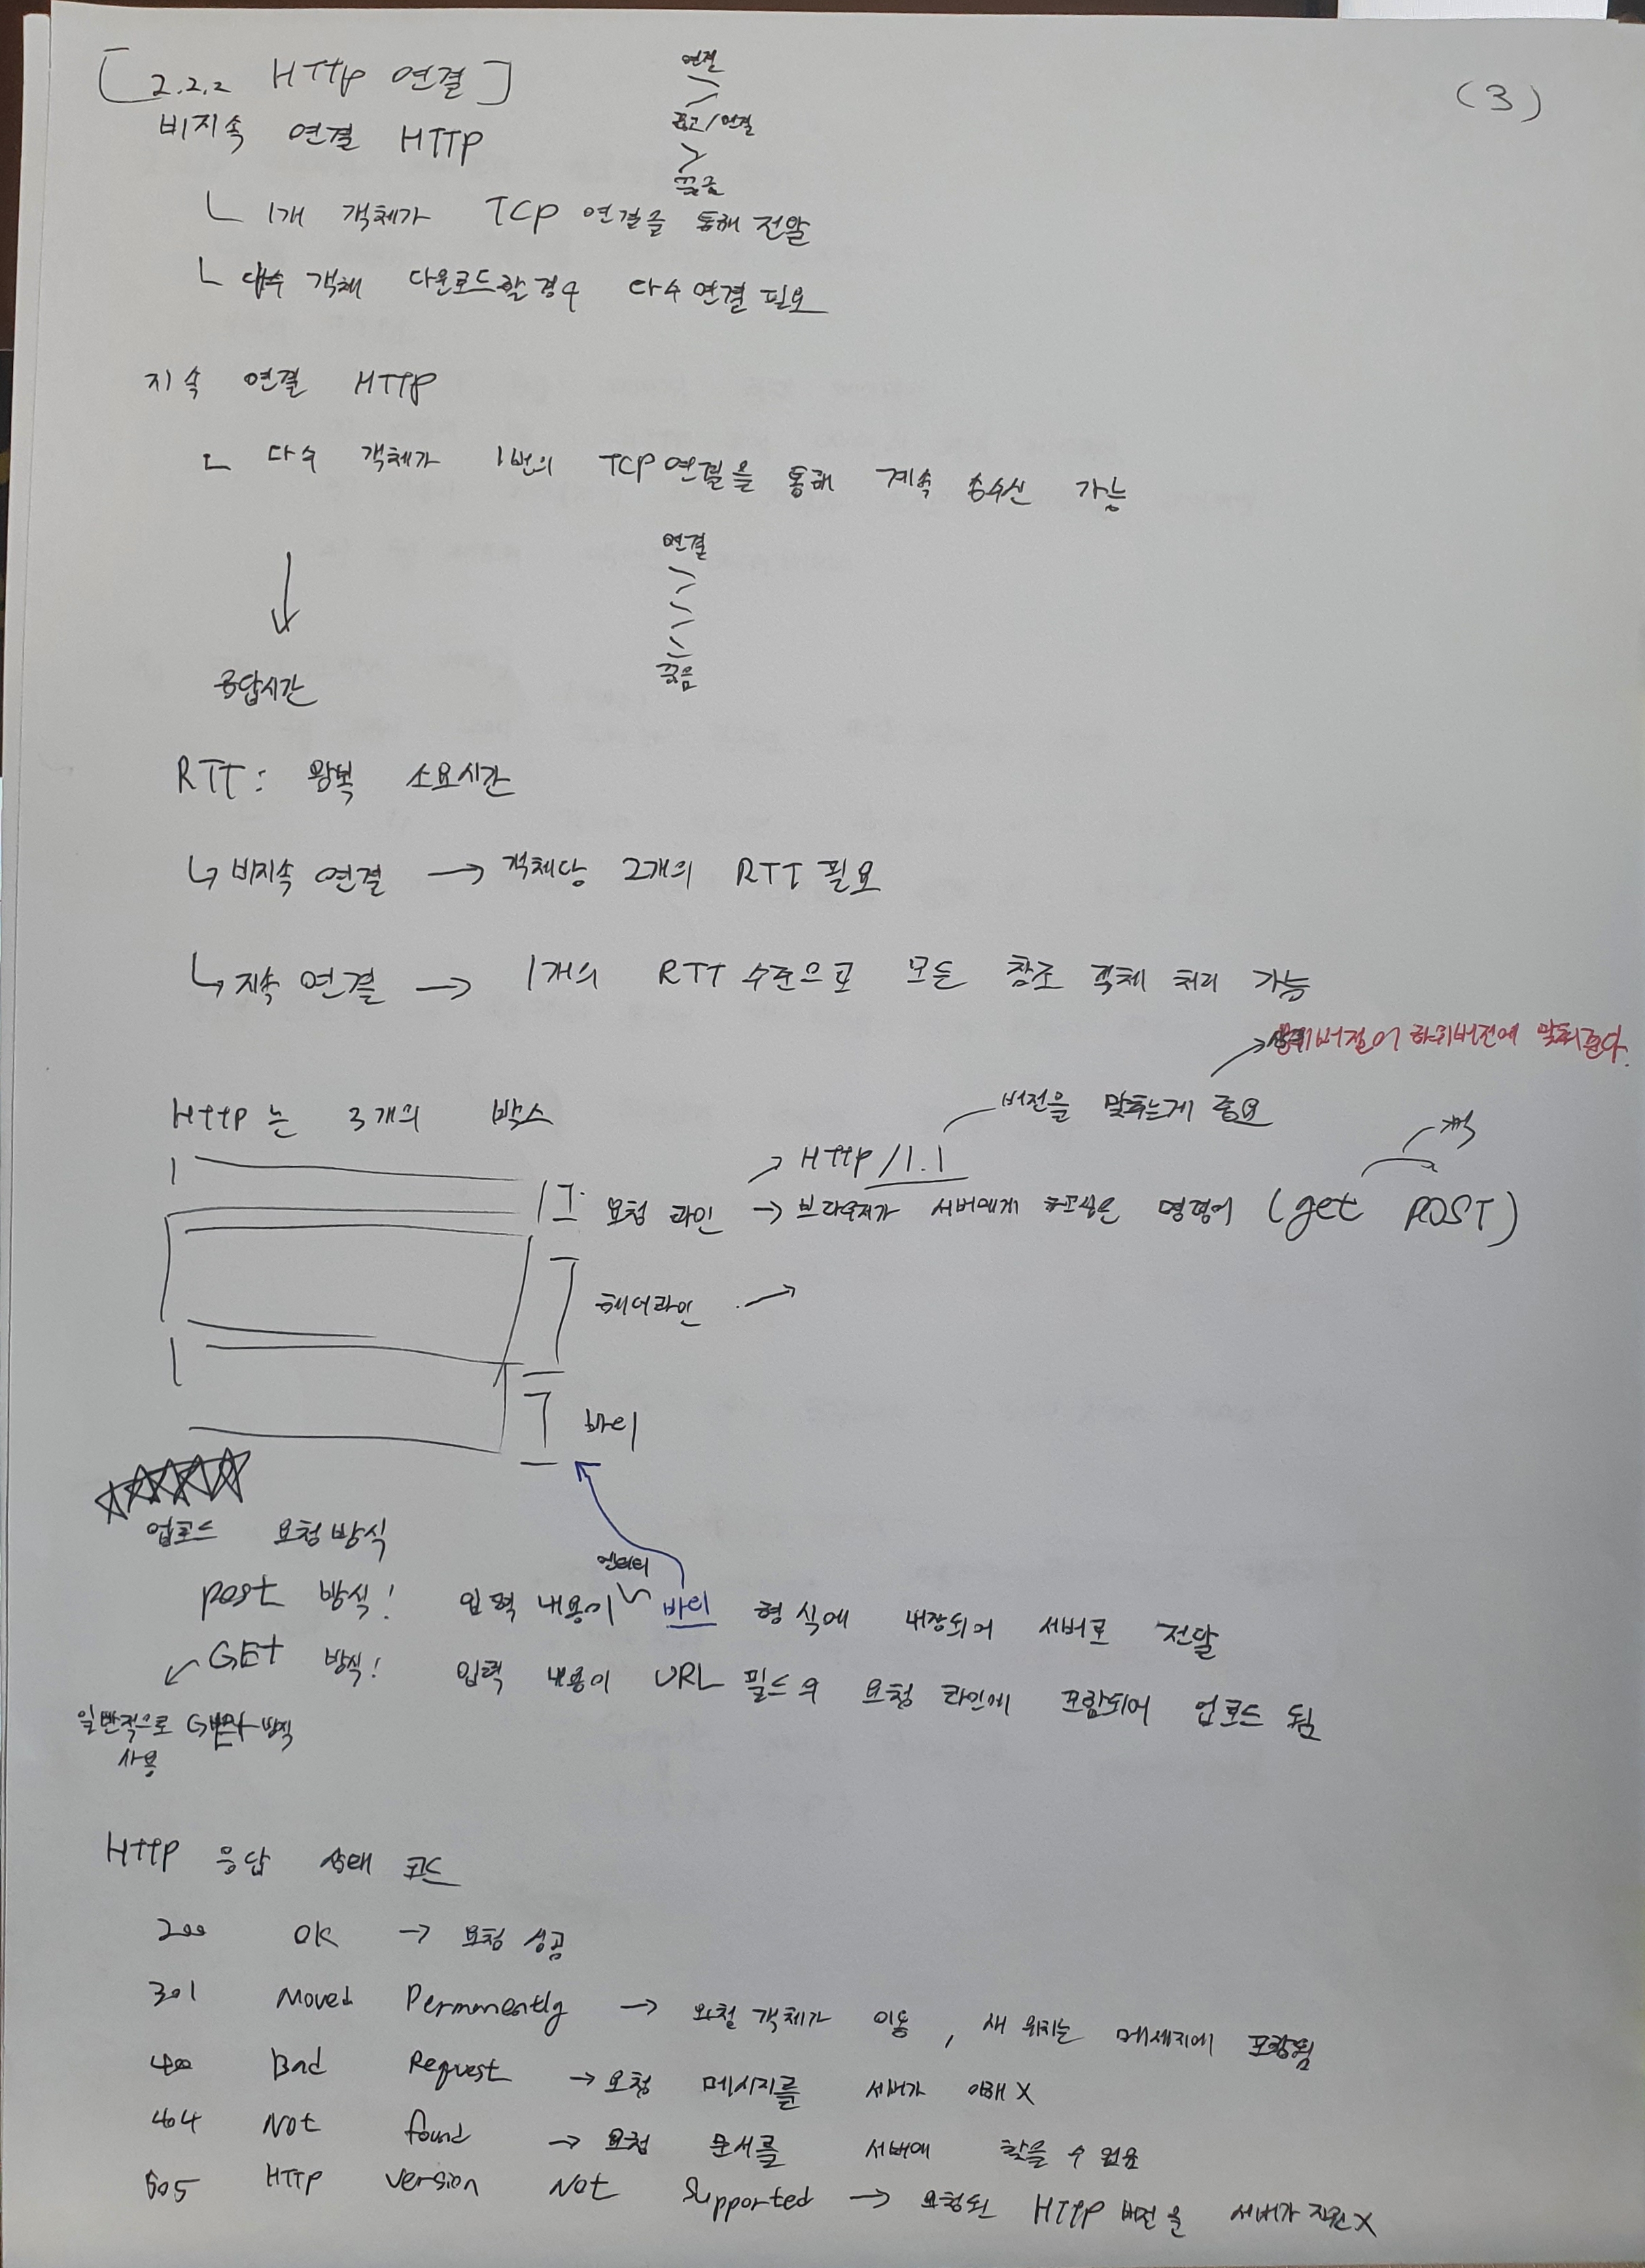 [2.2.2 HTTP 연결]
(3)
비지속 연결 HTTP
연결
끊고/연결
끊음
ㄴ 1개 객체가 TCP 연결을 통해 전달
ㄴ 다수 객체 다운로드할 경우 다수 연결 필요
지속 연결 HTTP
ㄴ 다수 객체가 1번의 TCP 연결을 통해 계속 송수신 가능
연결
끊음
응답시간
RTT : 왕복 소요시간
비지속 연결 → 객체당 2개의 RTT 필요
지속 연결 → 1개의 RTT 수준으로 모든 참조 객체 처리 가능
상위버전이 하위버전에 맞춰준다.
버전을 맞추는게 중요
HTTP는 3개의 박스
HTTP/1.1
요청 라인 → 브라우저가 서버에게 명령어 (get POST)
헤더라인 →
바디
업로드 요청방식
엔터티
post 방식! 입력 내용이 바디 형식에 내장되어 서버로 전달
GEt 방식! 입력 내용이 URL 필드의 요청 라인에 포함되어 업로드 됨
일반적으로 GET 방식
사용
HTTP 응답 상태 코드
200 OK → 요청 성공
301 Moved Permanently → 요청 객체가 이동, 새 위치는 메세지에 포함됨
400 Bad Request → 요청 메시지를 서버가 이해 X
404 Not found → 요청 문서를 서버에 찾을 수 없음
505 HTTP version Not Supported → 요청된 HTTP 버전을 서버가 지원 X